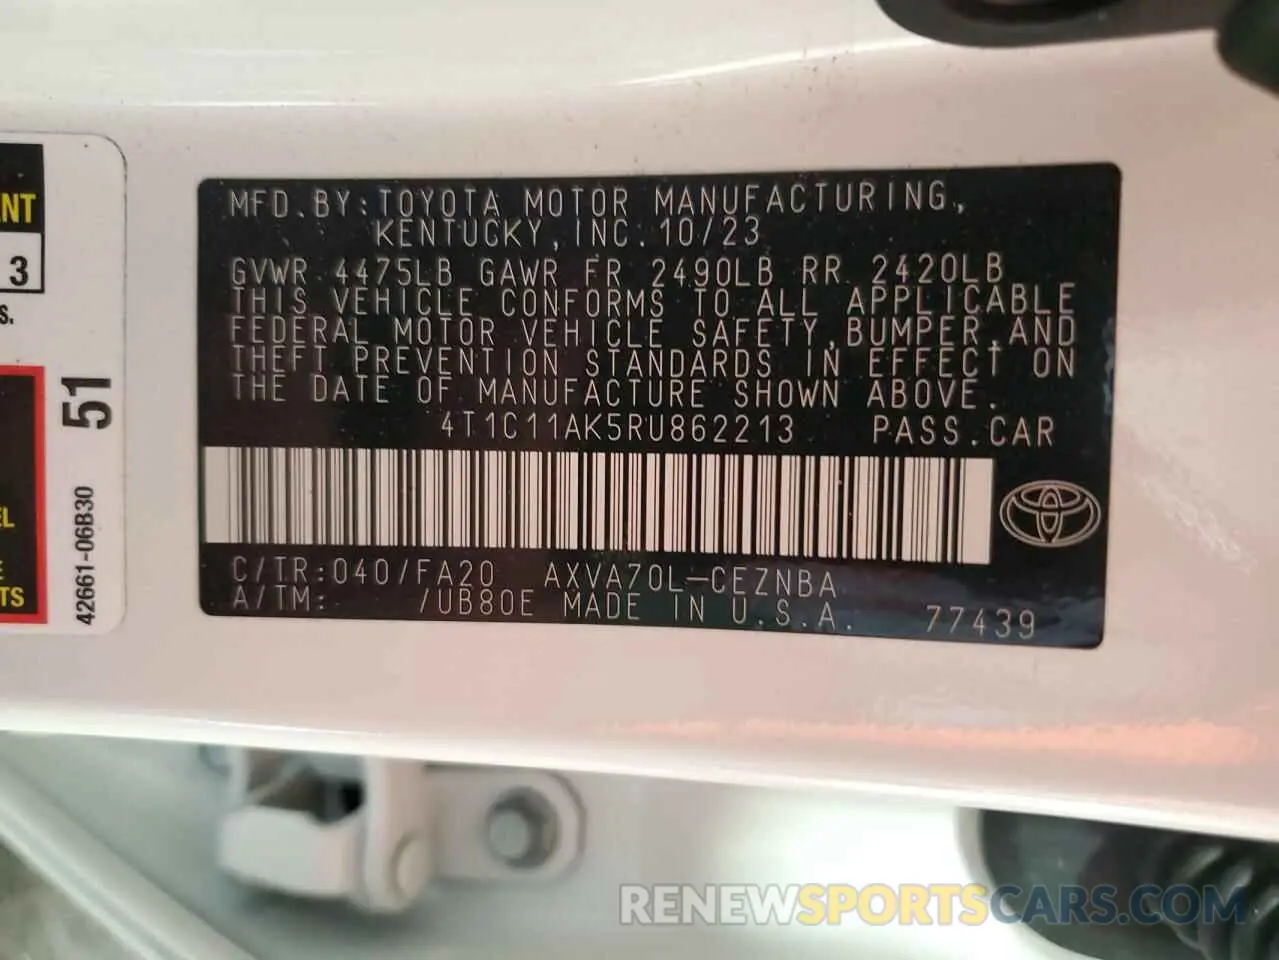 MFD.BY:TOYOTA MOTOR MANUFACTURING,
KENTUCKY,INC.10/23
GVWR 4475LB GAWR FR 2490LB RR 2420LB
THIS VEHICLE CONFORMS TO ALL APPLICABLE
FEDERAL MOTOR VEHICLE SAFETY,BUMPER,AND
THEFT PREVENTION STANDARDS IN EFFECT ON
THE DATE OF MANUFACTURE SHOWN ABOVE.
4T1C11AK5RU862213 PASS.CAR
C/TR:040/FA20 AXVA70L-CEZNBA
A/TM: /UB80E MADE IN U.S.A. 77439
NT
3
S.
51
42661-06B30
EL
E
TS
RENEWSPORTSCARS.COM